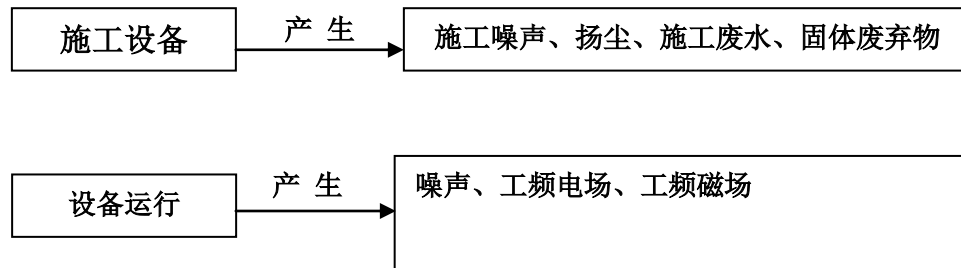 施工设备
产 生
施工噪声、扬尘、施工废水、固体废弃物
设备运行
产 生
噪声、工频电场、工频磁场